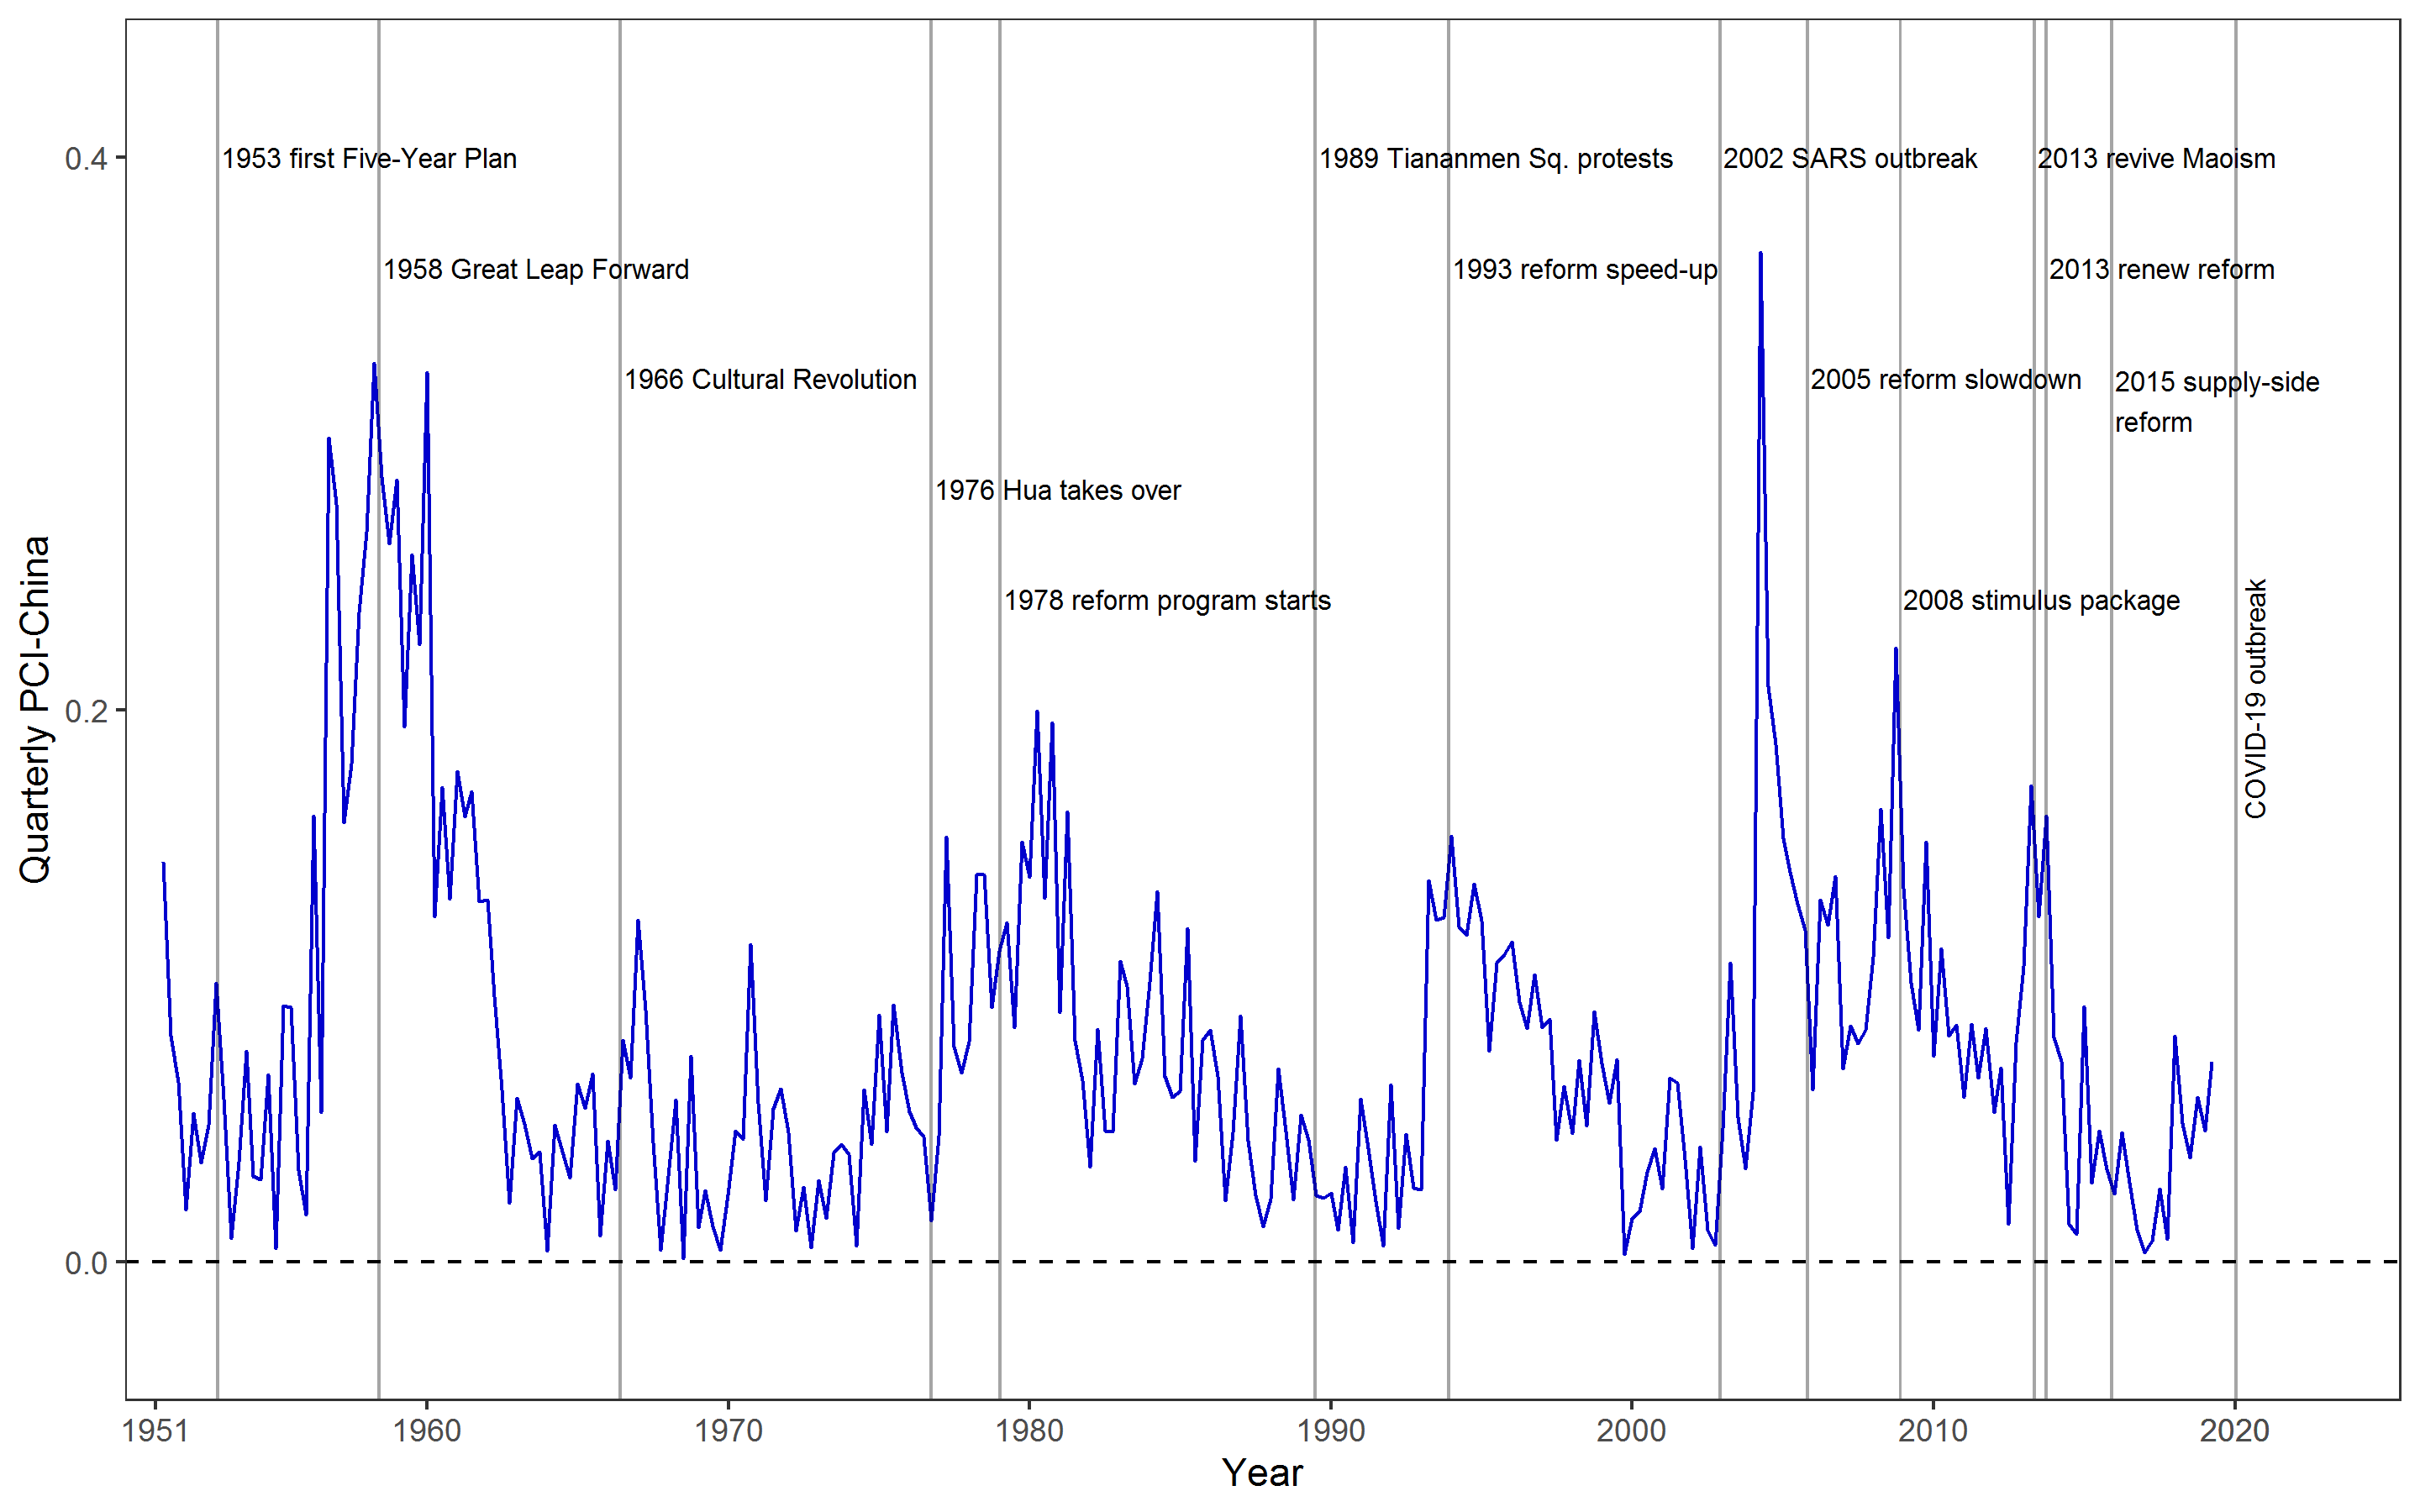 0.4
0.2
0.0
Quarterly PCI-China
1953 first Five-Year Plan
1989 Tiananmen Sq. protests
2002 SARS outbreak
2013 revive Maoism
1958 Great Leap Forward
1993 reform speed-up
2013 renew reform
1966 Cultural Revolution
2005 reform slowdown
2015 supply-side
reform
1976 Hua takes over
1978 reform program starts
2008 stimulus package
COVID-19 outbreak
1951
1960
1970
1980
1990
2000
2010
2020
Year